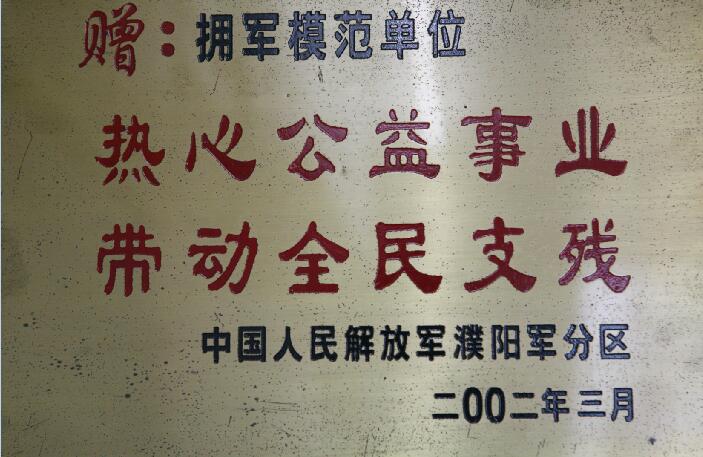 赠：拥军模范单位
热心公益事业
带动全民支残
中国人民解放军濮阳军分区
二00二年三月